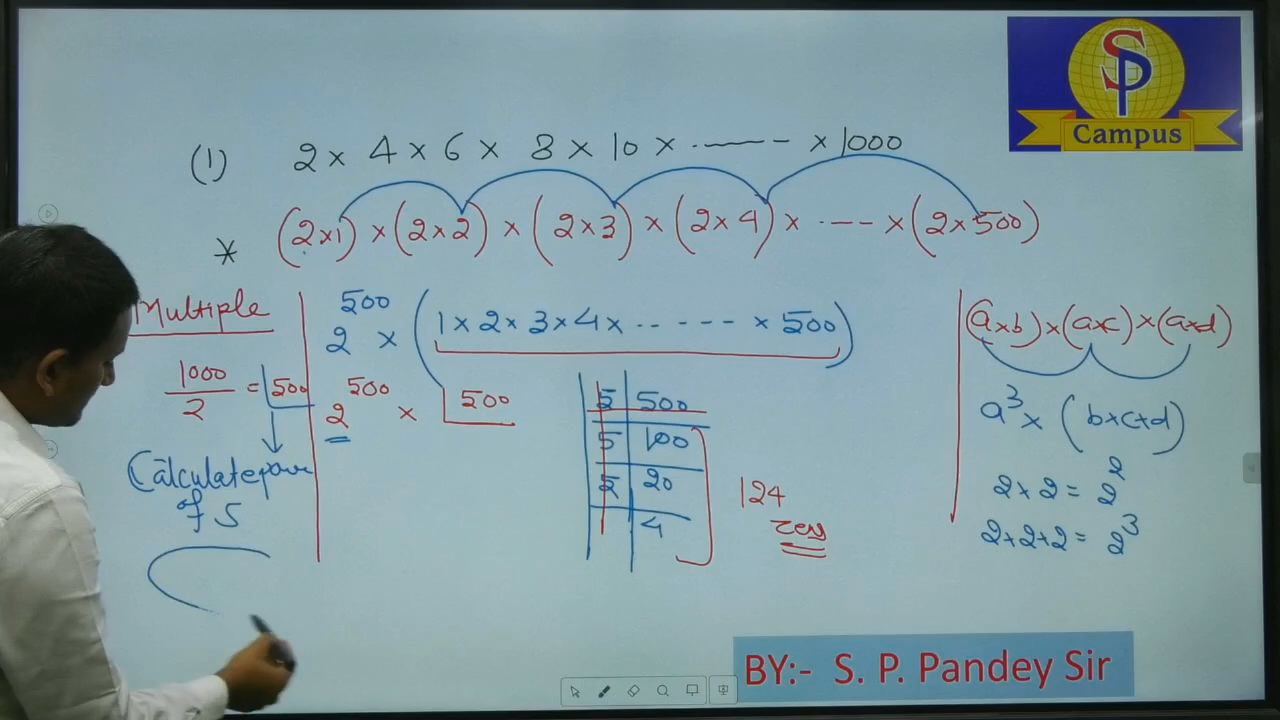 SP
Campus
(1) 2 × 4 × 6 × 8 × 10 × ------ × 1000
* (2×1) × (2×2) × (2×3) × (2×4) × ---- × (2×500)
Multiple
1000/2 = 500
Calculate power
of 5
2^500 × (1 × 2 × 3 × 4 × ------ × 500)
2^500 × |500
5 | 500
5 | 100
5 | 20
4
124
zero
(a×b) × (a×c) × (a×d)
a^3 × (b×c×d)
2×2 = 2^2
2×2×2 = 2^3
BY:- S. P. Pandey Sir